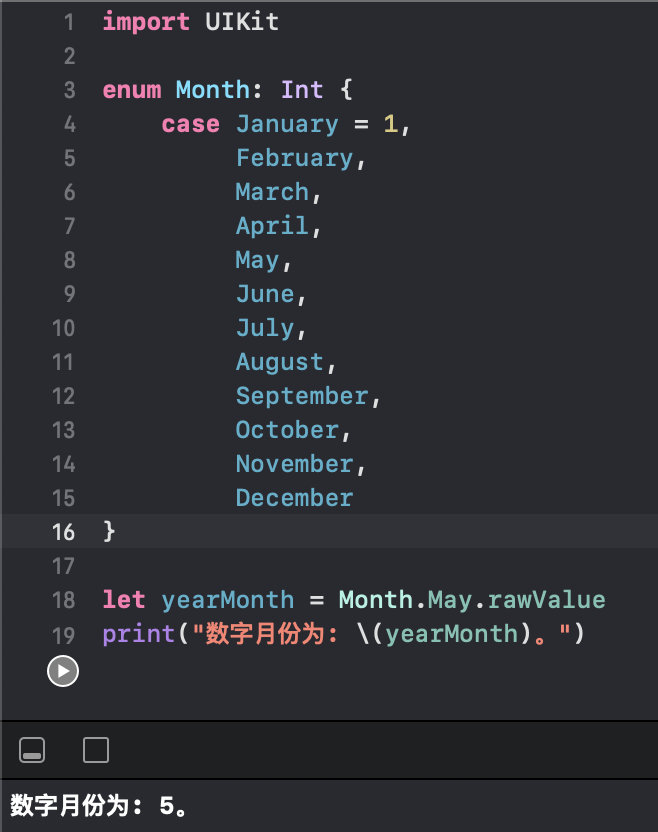 1 import UIKit
2
3 enum Month: Int {
4     case January = 1,
5          February,
6          March,
7          April,
8          May,
9          June,
10          July,
11          August,
12          September,
13          October,
14          November,
15          December
16 }
17
18 let yearMonth = Month.May.rawValue
19 print("数字月份为: \(yearMonth)。")
数字月份为: 5。